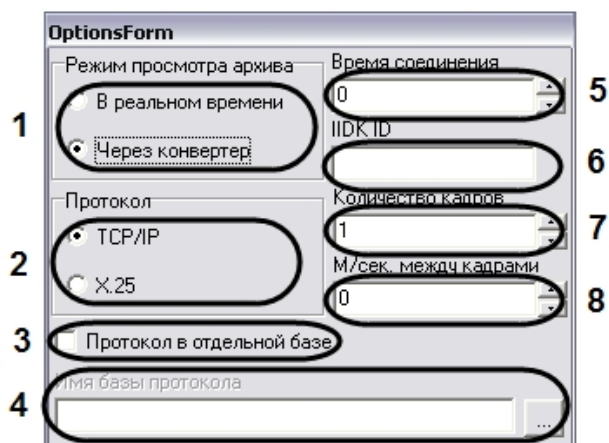 OptionsForm
Режим просмотра архива
В реальном времени
Через конвертер
1
Время соединения
0
5
IIDK ID
6
Протокол
TCP/IP
X.25
2
Количество кадров
1
7
М/сек. между кадрами
0
8
3
Протокол в отдельной базе
Имя базы протокола
4
...